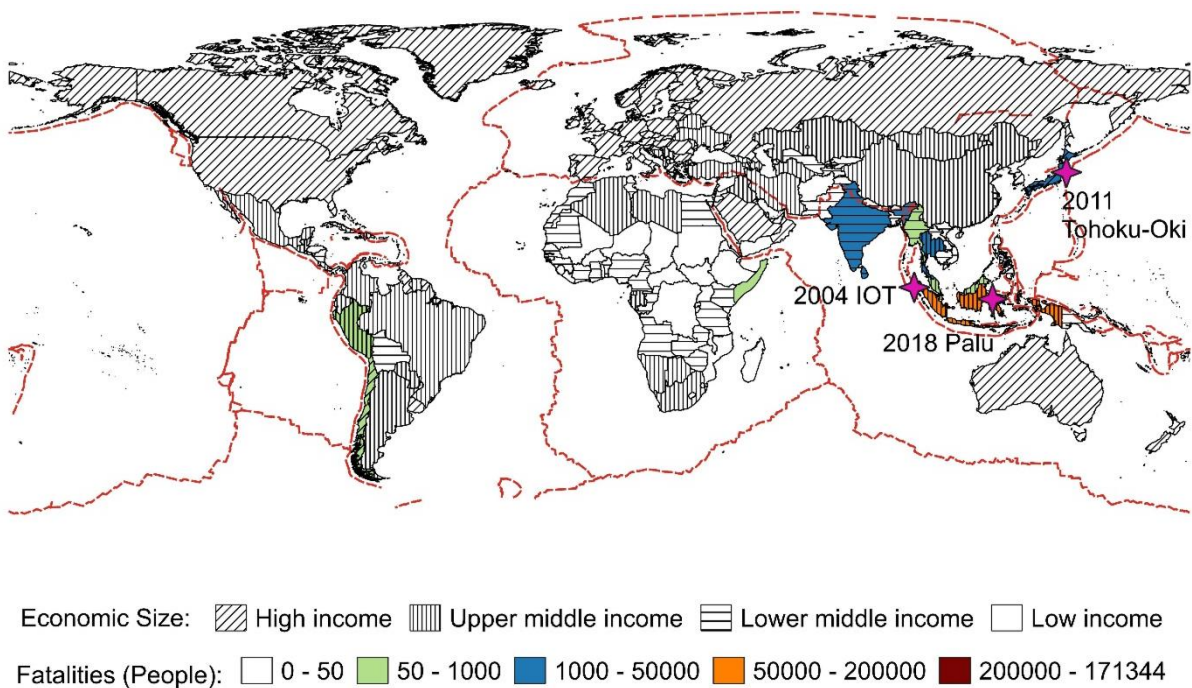 2011
Tohoku-Oki
2004 IOT
2018 Palu
Economic Size: High income Upper middle income Lower middle income Low income
Fatalities (People): 0 - 50 50 - 1000 1000 - 50000 50000 - 200000 200000 - 171344